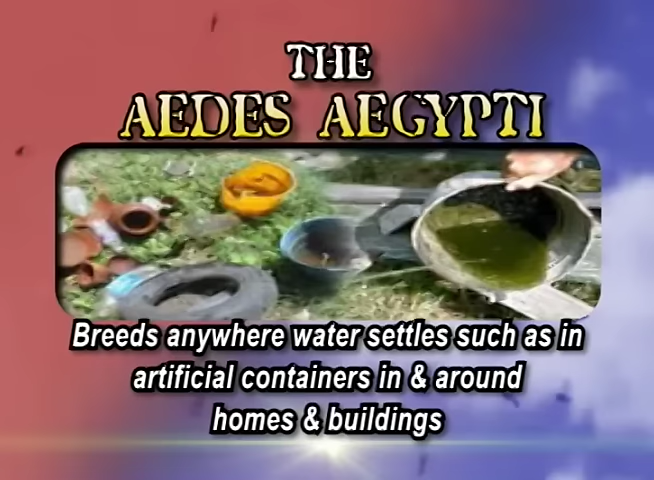 THE
AEDES AEGYPTI
Breeds anywhere water settles such as in
artificial containers in & around
homes & buildings